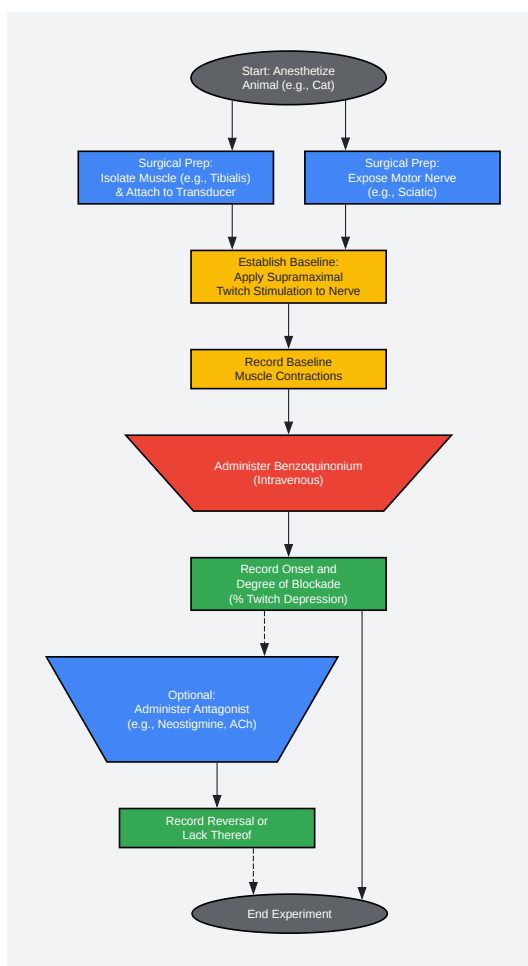 Start: Anesthetize
Animal (e.g., Cat)
Surgical Prep:
Isolate Muscle (e.g., Tibialis)
& Attach to Transducer
Surgical Prep:
Expose Motor Nerve
(e.g., Sciatic)
Establish Baseline:
Apply Supramaximal
Twitch Stimulation to Nerve
Record Baseline
Muscle Contractions
Administer Benzoquinonium
(Intravenous)
Record Onset and
Degree of Blockade
(% Twitch Depression)
Optional:
Administer Antagonist
(e.g., Neostigmine, ACh)
Record Reversal or
Lack Thereof
End Experiment